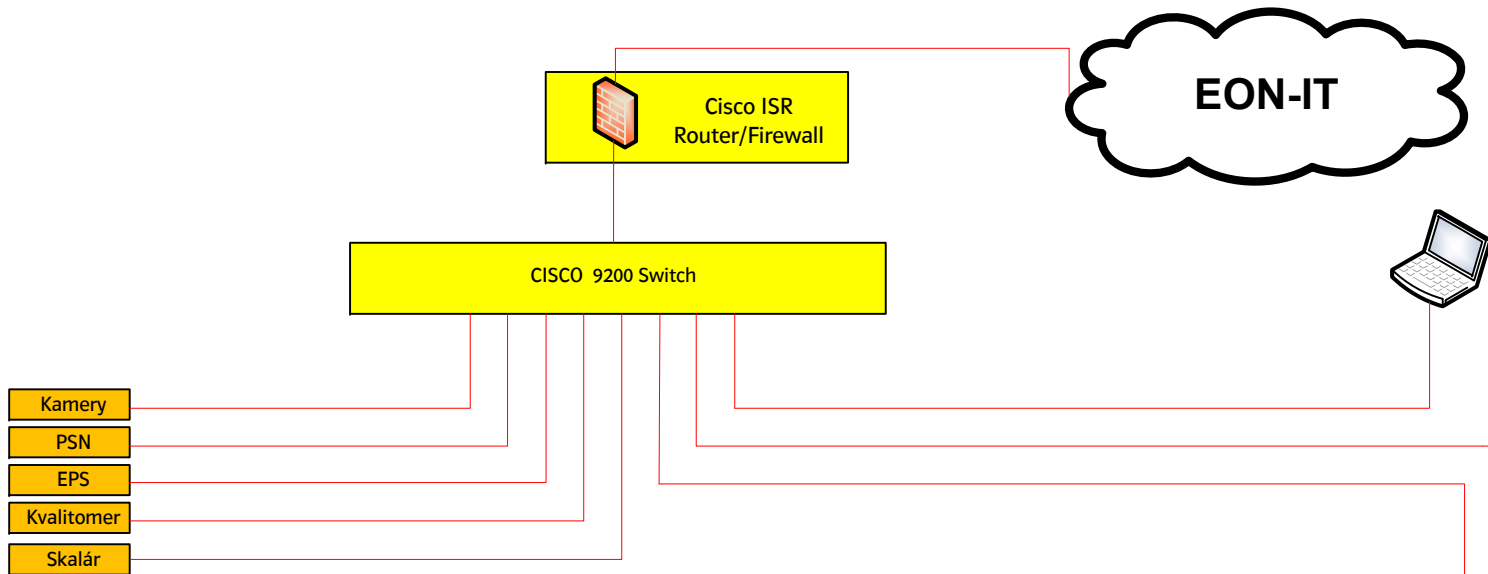 EON-IT
Cisco ISR
Router/Firewall
CISCO 9200 Switch
Kamery
PSN
EPS
Kvalitomer
Skalár